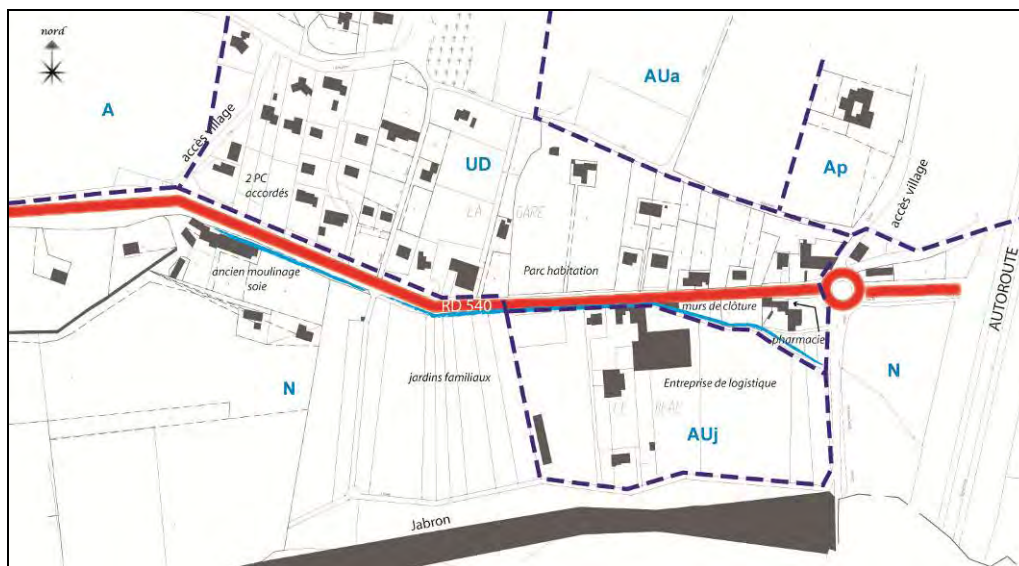 nord
AUa
A
accès village
UD
Ap
accès village
2 PC
accordés
LA GARE
ancien moulinage
soie
Parc habitation
RD 540
murs de clôture
pharmacie
AUTOROUTE
jardins familiaux
Entreprise de logistique
N
N
AUj
Jabron